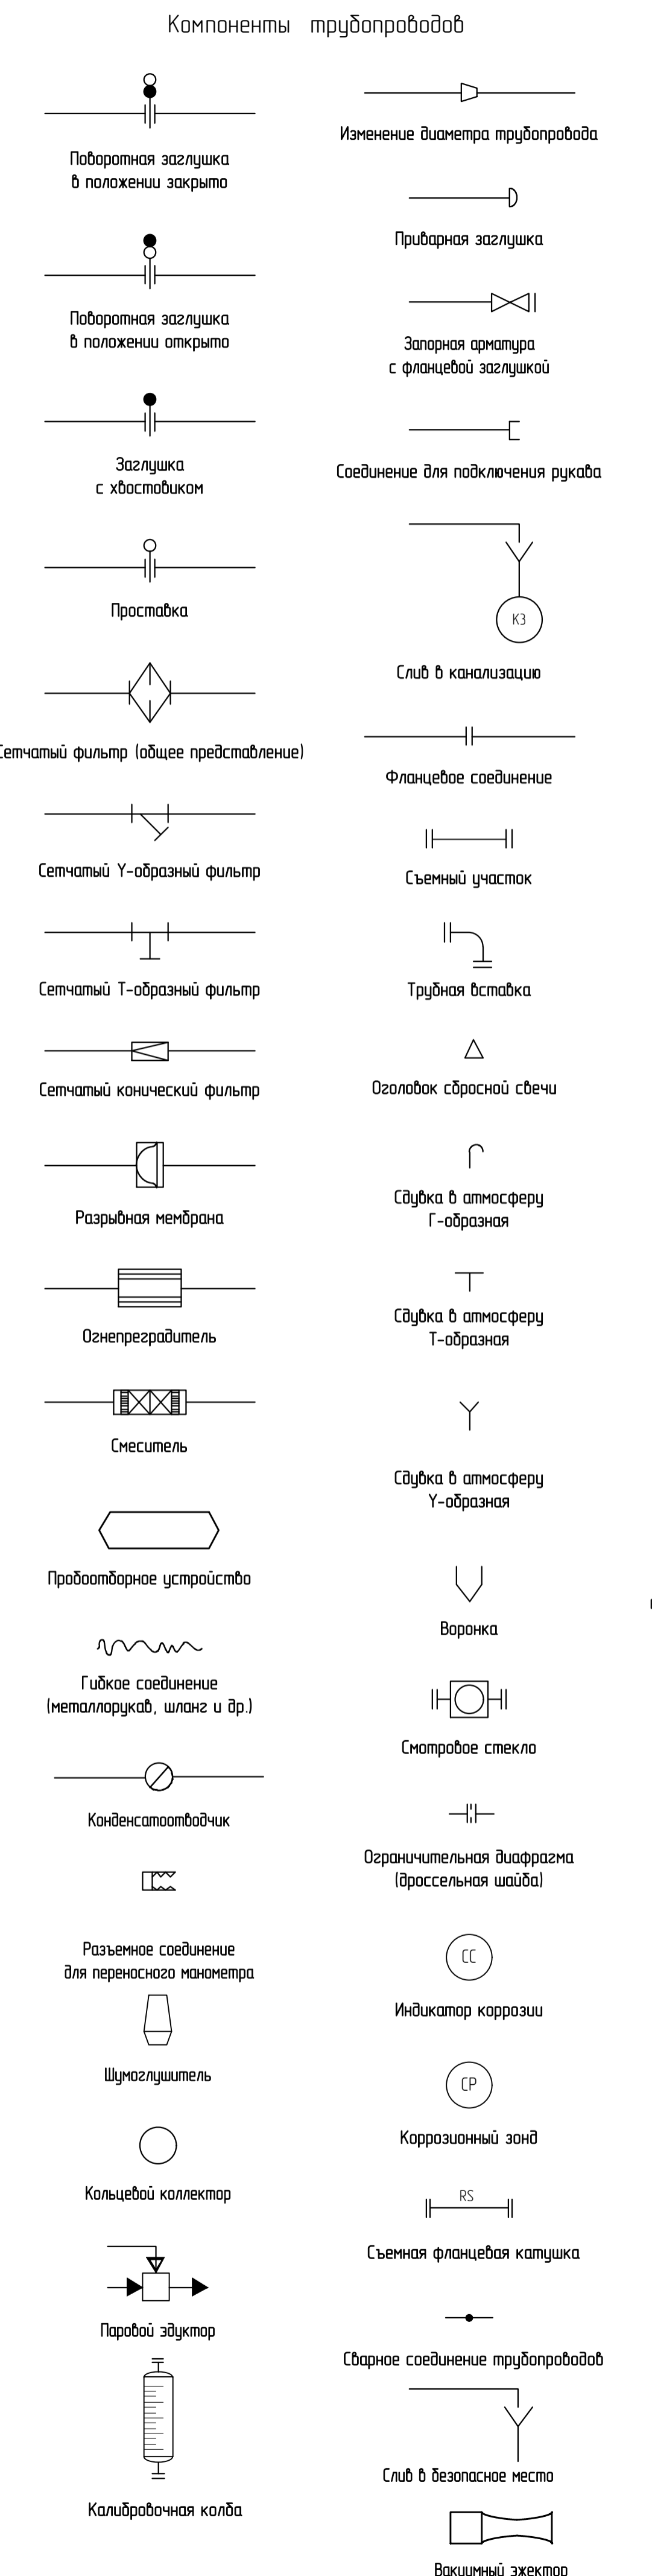 Компоненты трубопроводов
Поворотная заглушка
в положении закрыто
Поворотная заглушка
в положении открыто
Заглушка
с хвостовиком
Проставка
Сетчатый фильтр (общее представление)
Сетчатый Y-образный фильтр
Сетчатый Т-образный фильтр
Сетчатый конический фильтр
Разрывная мембрана
Огнепреградитель
Смеситель
Пробоотборное устройство
Гибкое соединение
(металлорукав, шланг и др.)
Конденсатоотводчик
Разъемное соединение
для переносного манометра
Шумоглушитель
Кольцевой коллектор
Паровой эдуктор
Калибровочная колба
Изменение диаметра трубопровода
Приварная заглушка
Запорная арматура
с фланцевой заглушкой
Соединение для подключения рукава
КЗ
Слив в канализацию
Фланцевое соединение
Съемный участок
Трубная вставка
Оголовок сбросной свечи
Сдувка в атмосферу
Г-образная
Сдувка в атмосферу
Т-образная
Сдувка в атмосферу
Y-образная
Воронка
Смотровое стекло
Ограничительная диафрагма
(дроссельная шайба)
CC
Индикатор коррозии
CP
Коррозионный зонд
RS
Съемная фланцевая катушка
Сварное соединение трубопроводов
Слив в безопасное место
Вакуумный эжектор